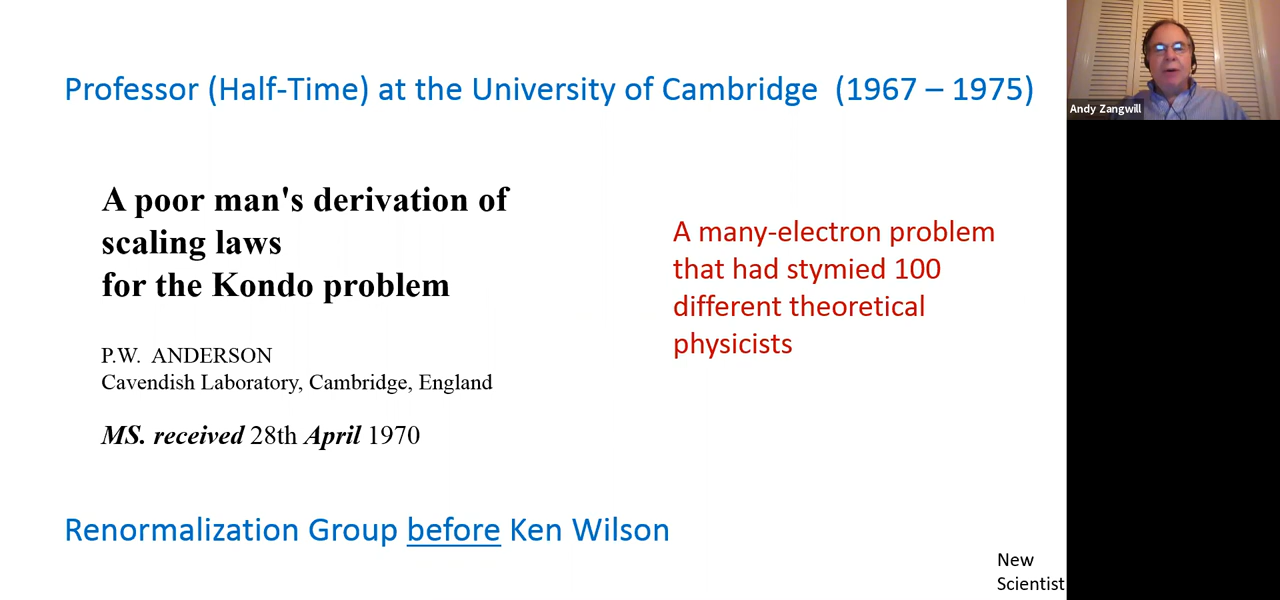 Professor (Half-Time) at the University of Cambridge (1967 – 1975)
Andy Zangwill
A poor man's derivation of
scaling laws
for the Kondo problem
A many-electron problem
that had stymied 100
different theoretical
physicists
P.W. ANDERSON
Cavendish Laboratory, Cambridge, England
MS. received 28th April 1970
Renormalization Group before Ken Wilson
New
Scientist